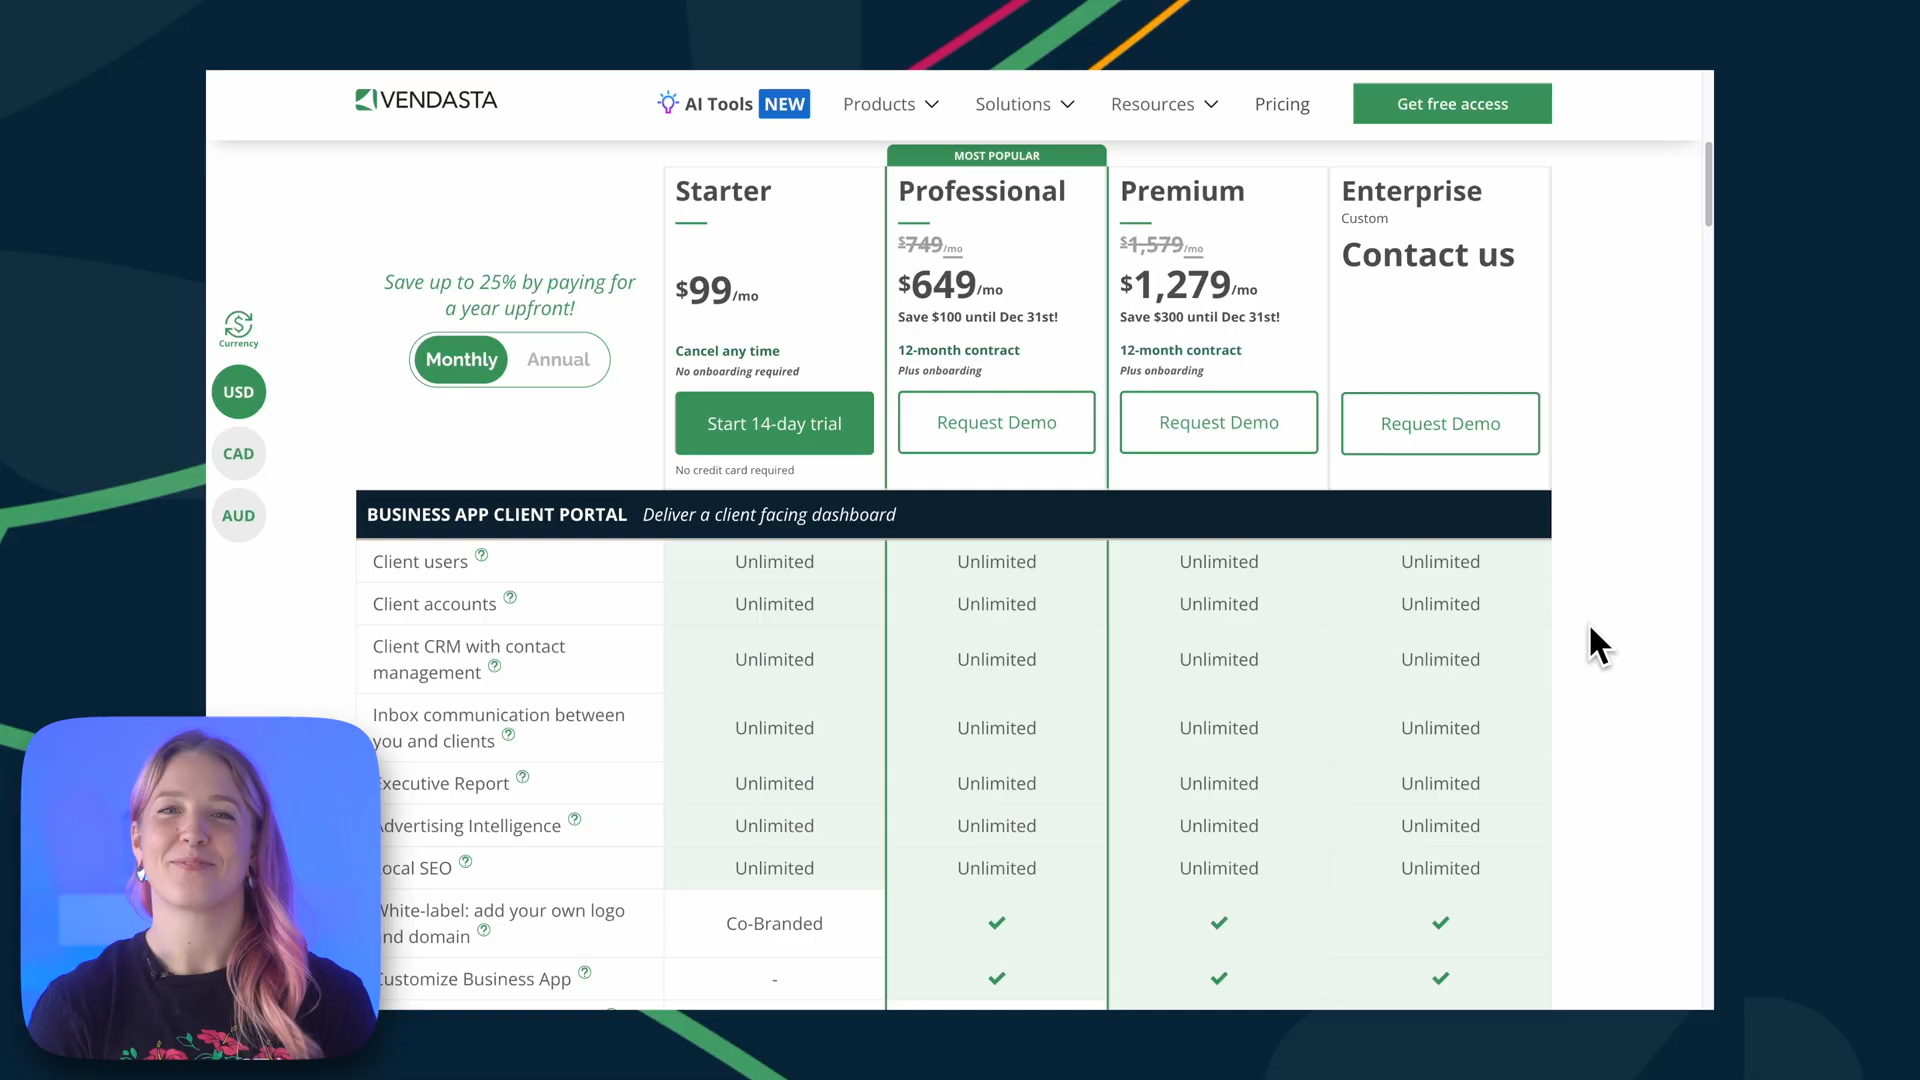 VENDASTA
AI Tools NEW
Products
Solutions
Resources
Pricing
Get free access
MOST POPULAR
Starter
Professional
Premium
Enterprise
Custom
$749/mo
$1,579/mo
Contact us
Save up to 25% by paying for
a year upfront!
$99/mo
$649/mo
$1,279/mo
Save $100 until Dec 31st!
Save $300 until Dec 31st!
Currency
Monthly
Annual
Cancel any time
No onboarding required
12-month contract
Plus onboarding
12-month contract
Plus onboarding
USD
CAD
AUD
Start 14-day trial
Request Demo
Request Demo
Request Demo
No credit card required
BUSINESS APP CLIENT PORTAL Deliver a client facing dashboard
Client users ? Unlimited Unlimited Unlimited Unlimited
Client accounts ? Unlimited Unlimited Unlimited Unlimited
Client CRM with contact
management ? Unlimited Unlimited Unlimited Unlimited
Inbox communication between
you and clients ? Unlimited Unlimited Unlimited Unlimited
xecutive Report ? Unlimited Unlimited Unlimited Unlimited
dvertising Intelligence ? Unlimited Unlimited Unlimited Unlimited
ocal SEO ? Unlimited Unlimited Unlimited Unlimited
hite-label: add your own logo
nd domain ? Co-Branded
ustomize Business App ? -